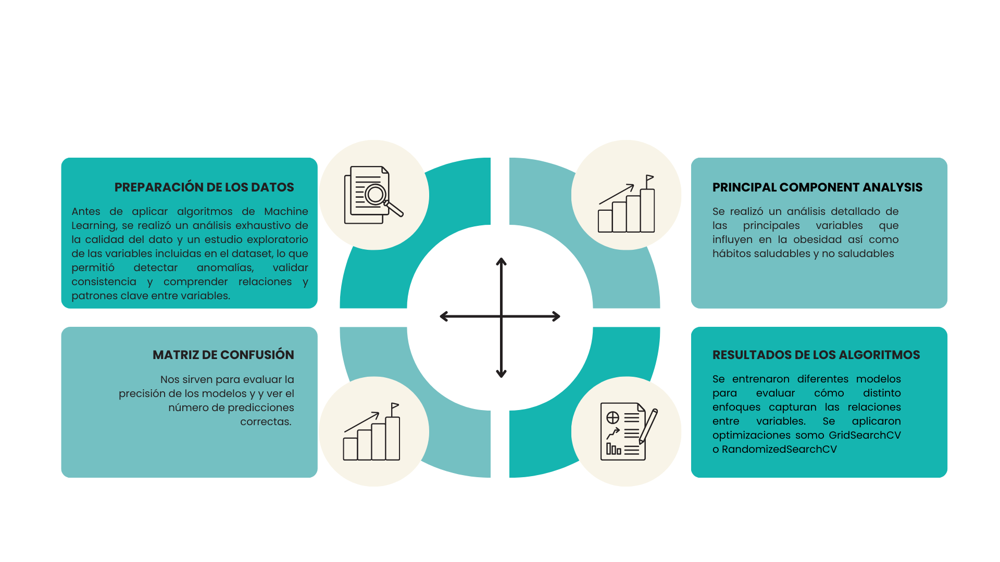 PREPARACIÓN DE LOS DATOS
Antes de aplicar algoritmos de Machine
Learning, se realizó un análisis exhaustivo de
la calidad del dato y un estudio exploratorio
de las variables incluidas en el dataset, lo que
permitió detectar anomalías, validar
consistencia y comprender relaciones y
patrones clave entre variables.
PRINCIPAL COMPONENT ANALYSIS
Se realizó un análisis detallado de
las principales variables que
influyen en la obesidad así como
hábitos saludables y no saludables
MATRIZ DE CONFUSIÓN
Nos sirven para evaluar la
precisión de los modelos y y ver el
número de predicciones
correctas.
RESULTADOS DE LOS ALGORITMOS
Se entrenaron diferentes modelos
para evaluar cómo distinto
enfoques capturan las relaciones
entre variables. Se aplicaron
optimizaciones somo GridSearchCV
o RandomizedSearchCV